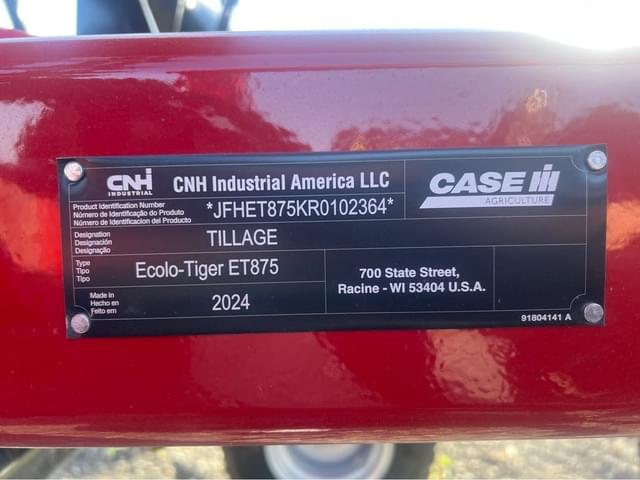 CNH
INDUSTRIAL
CNH Industrial America LLC
CASE IH
AGRICULTURE
Product Identification Number
Número de Identificação do Produto
Número de Identificacion del Producto
*JFHET875KR0102364*
Designation
Designación
Designação
TILLAGE
Type
Tipo
Tipo
Ecolo-Tiger ET875
700 State Street,
Racine - WI 53404 U.S.A.
Made in
Hecho en
Feito em
2024
91804141 A